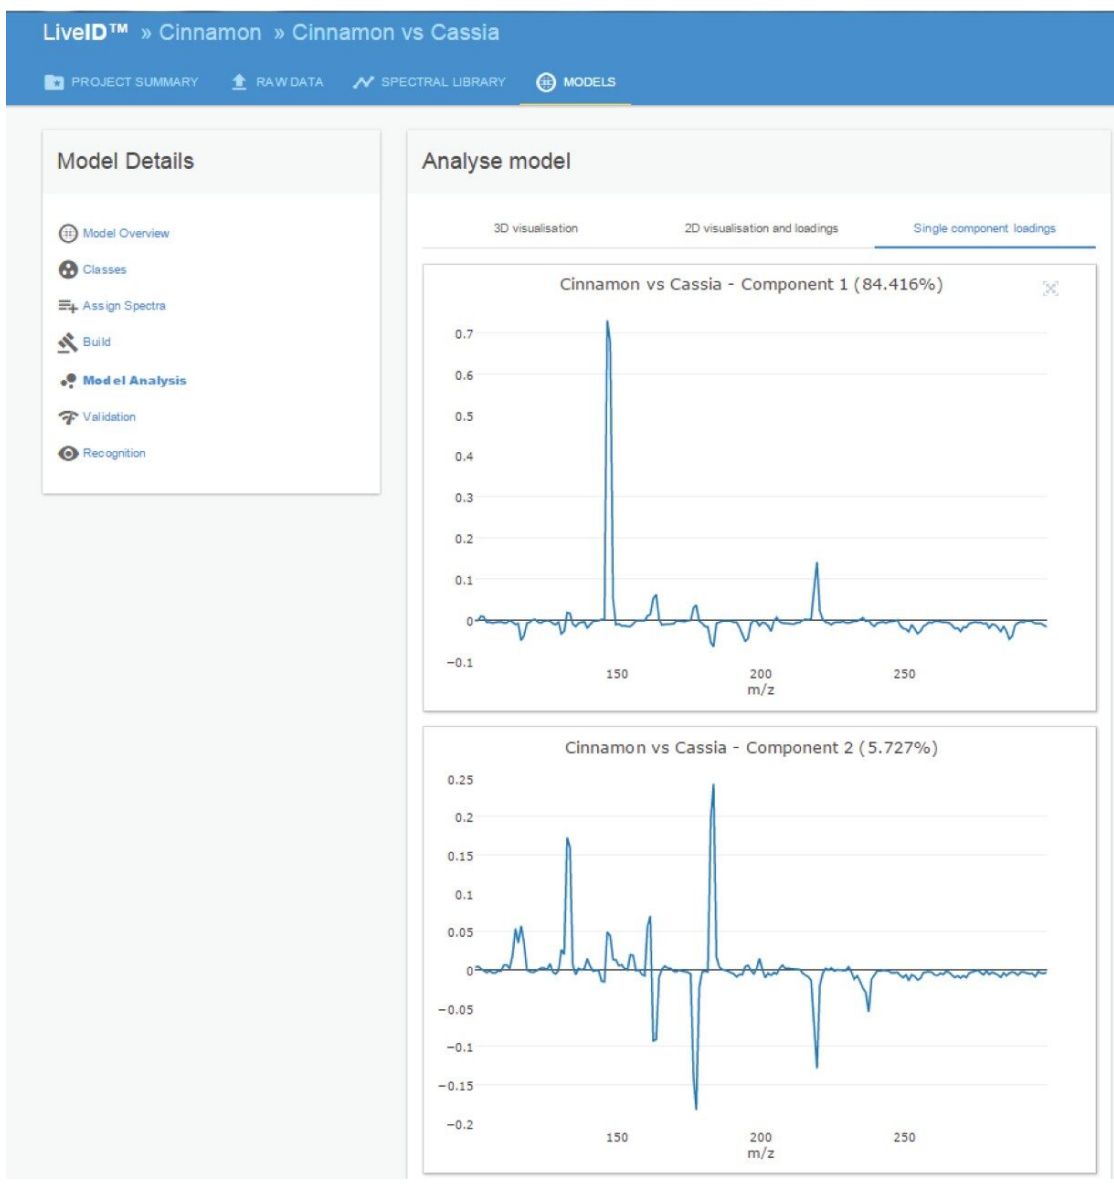 LiveID™ » Cinnamon » Cinnamon vs Cassia
PROJECT SUMMARY RAW DATA SPECTRAL LIBRARY MODELS
Model Details
Model Overview
Classes
Assign Spectra
Build
Model Analysis
Validation
Recognition
Analyse model
3D visualisation 2D visualisation and loadings Single component loadings
Cinnamon vs Cassia - Component 1 (84.416%)
0.7
0.6
0.5
0.4
0.3
0.2
0.1
0
−0.1
150 200 250
m/z
Cinnamon vs Cassia - Component 2 (5.727%)
0.25
0.2
0.15
0.1
0.05
0
−0.05
−0.1
−0.15
−0.2
150 200 250
m/z